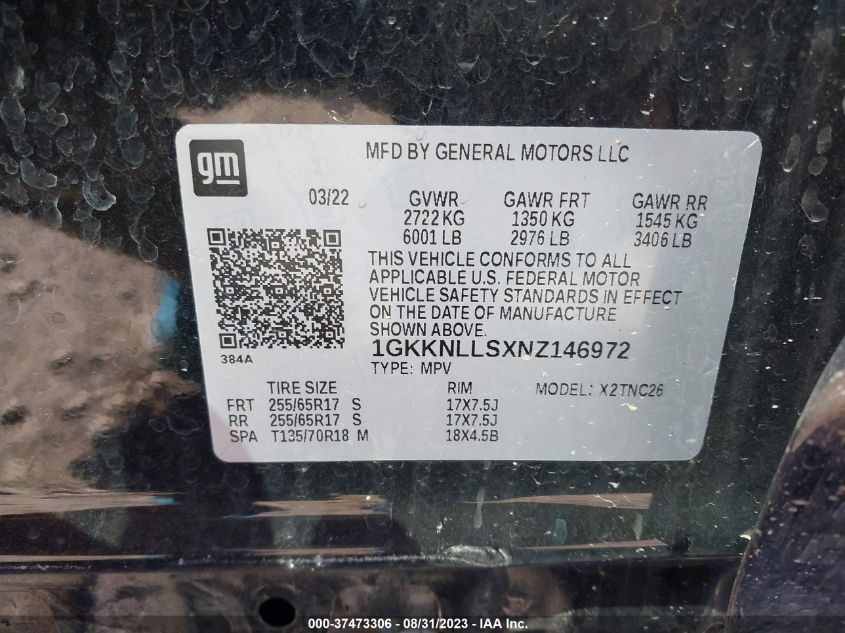 gm
MFD BY GENERAL MOTORS LLC
03/22 GVWR GAWR FRT GAWR RR
2722 KG 1350 KG 1545 KG
6001 LB 2976 LB 3406 LB
THIS VEHICLE CONFORMS TO ALL
APPLICABLE U.S. FEDERAL MOTOR
VEHICLE SAFETY STANDARDS IN EFFECT
ON THE DATE OF MANUFACTURE
SHOWN ABOVE.
384A
1GKKNLLSXNZ146972
TYPE: MPV
TIRE SIZE RIM MODEL: X2TNC26
FRT 255/65R17 S 17X7.5J
RR 255/65R17 S 17X7.5J
SPA T135/70R18 M 18X4.5B
000-37473306 - 08/31/2023 - IAA Inc.